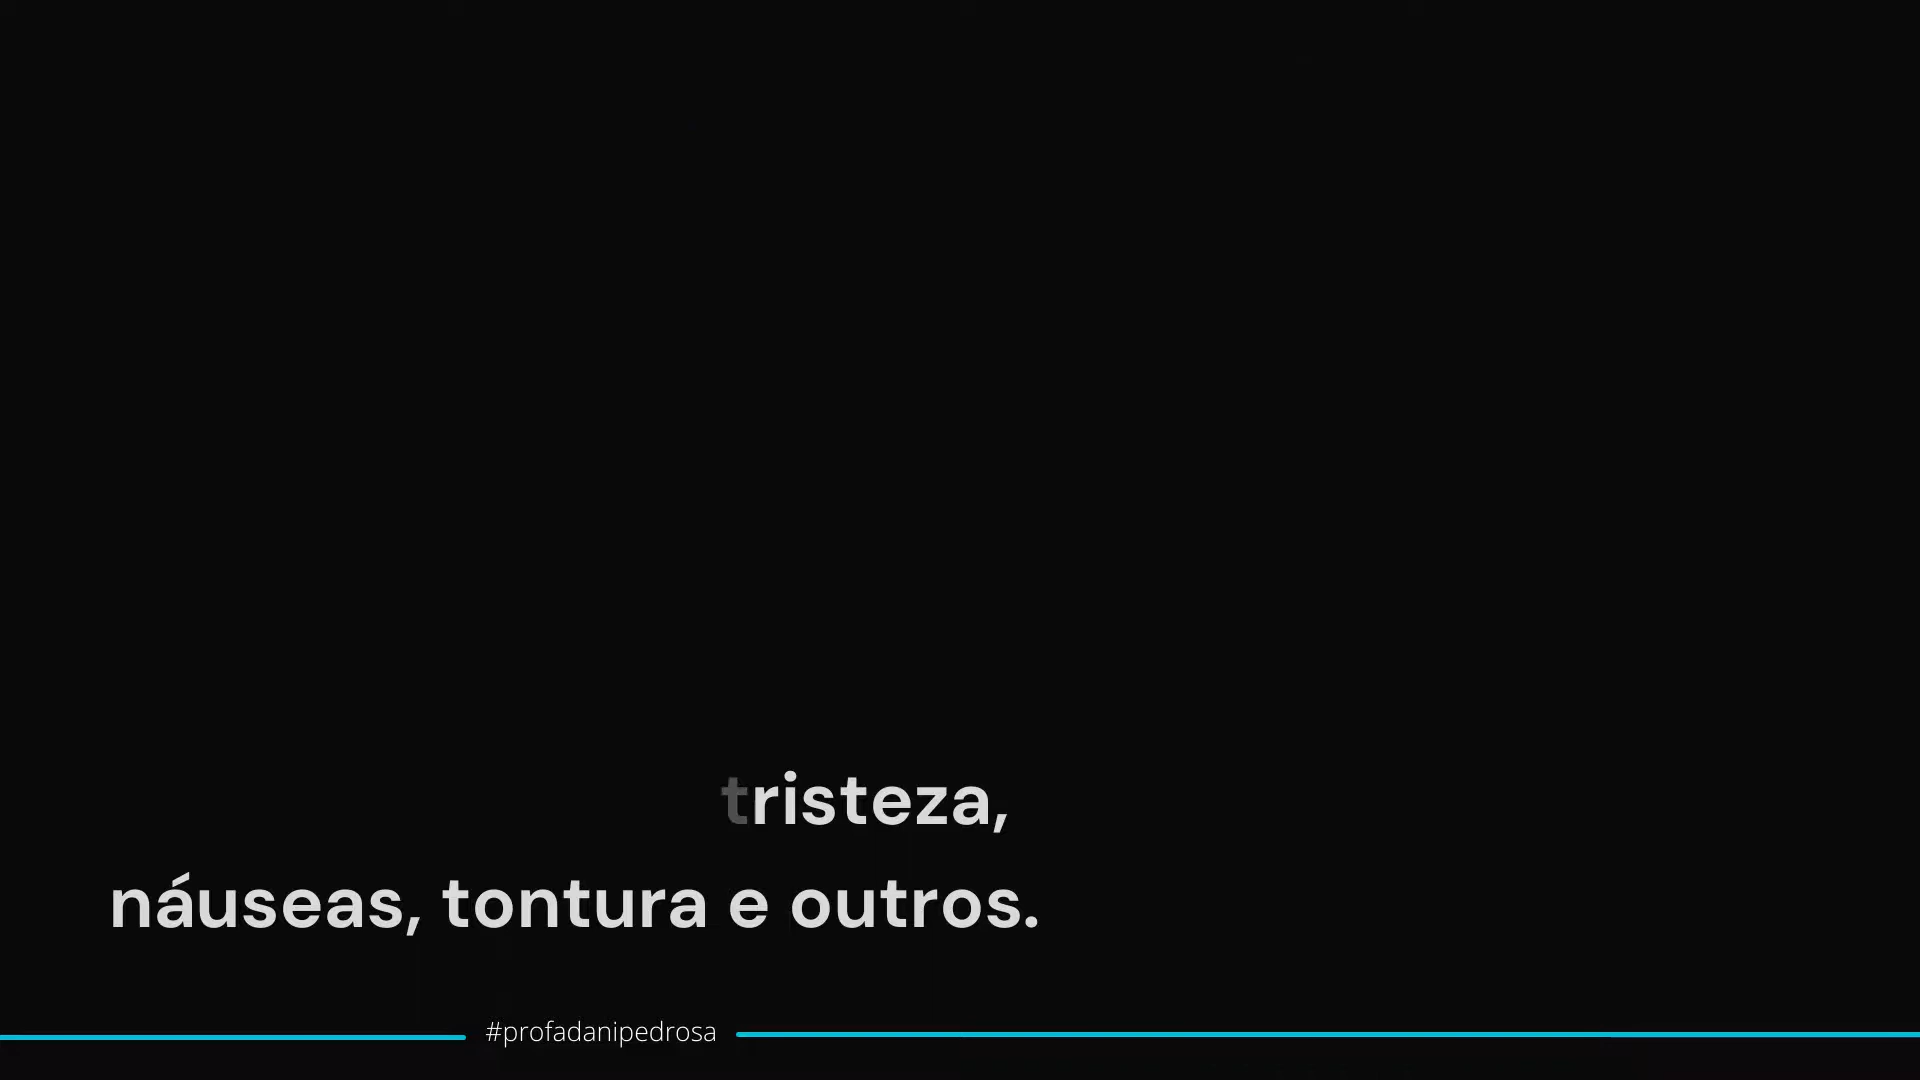 tristeza,
náuseas, tontura e outros.
#profadanipedrosa